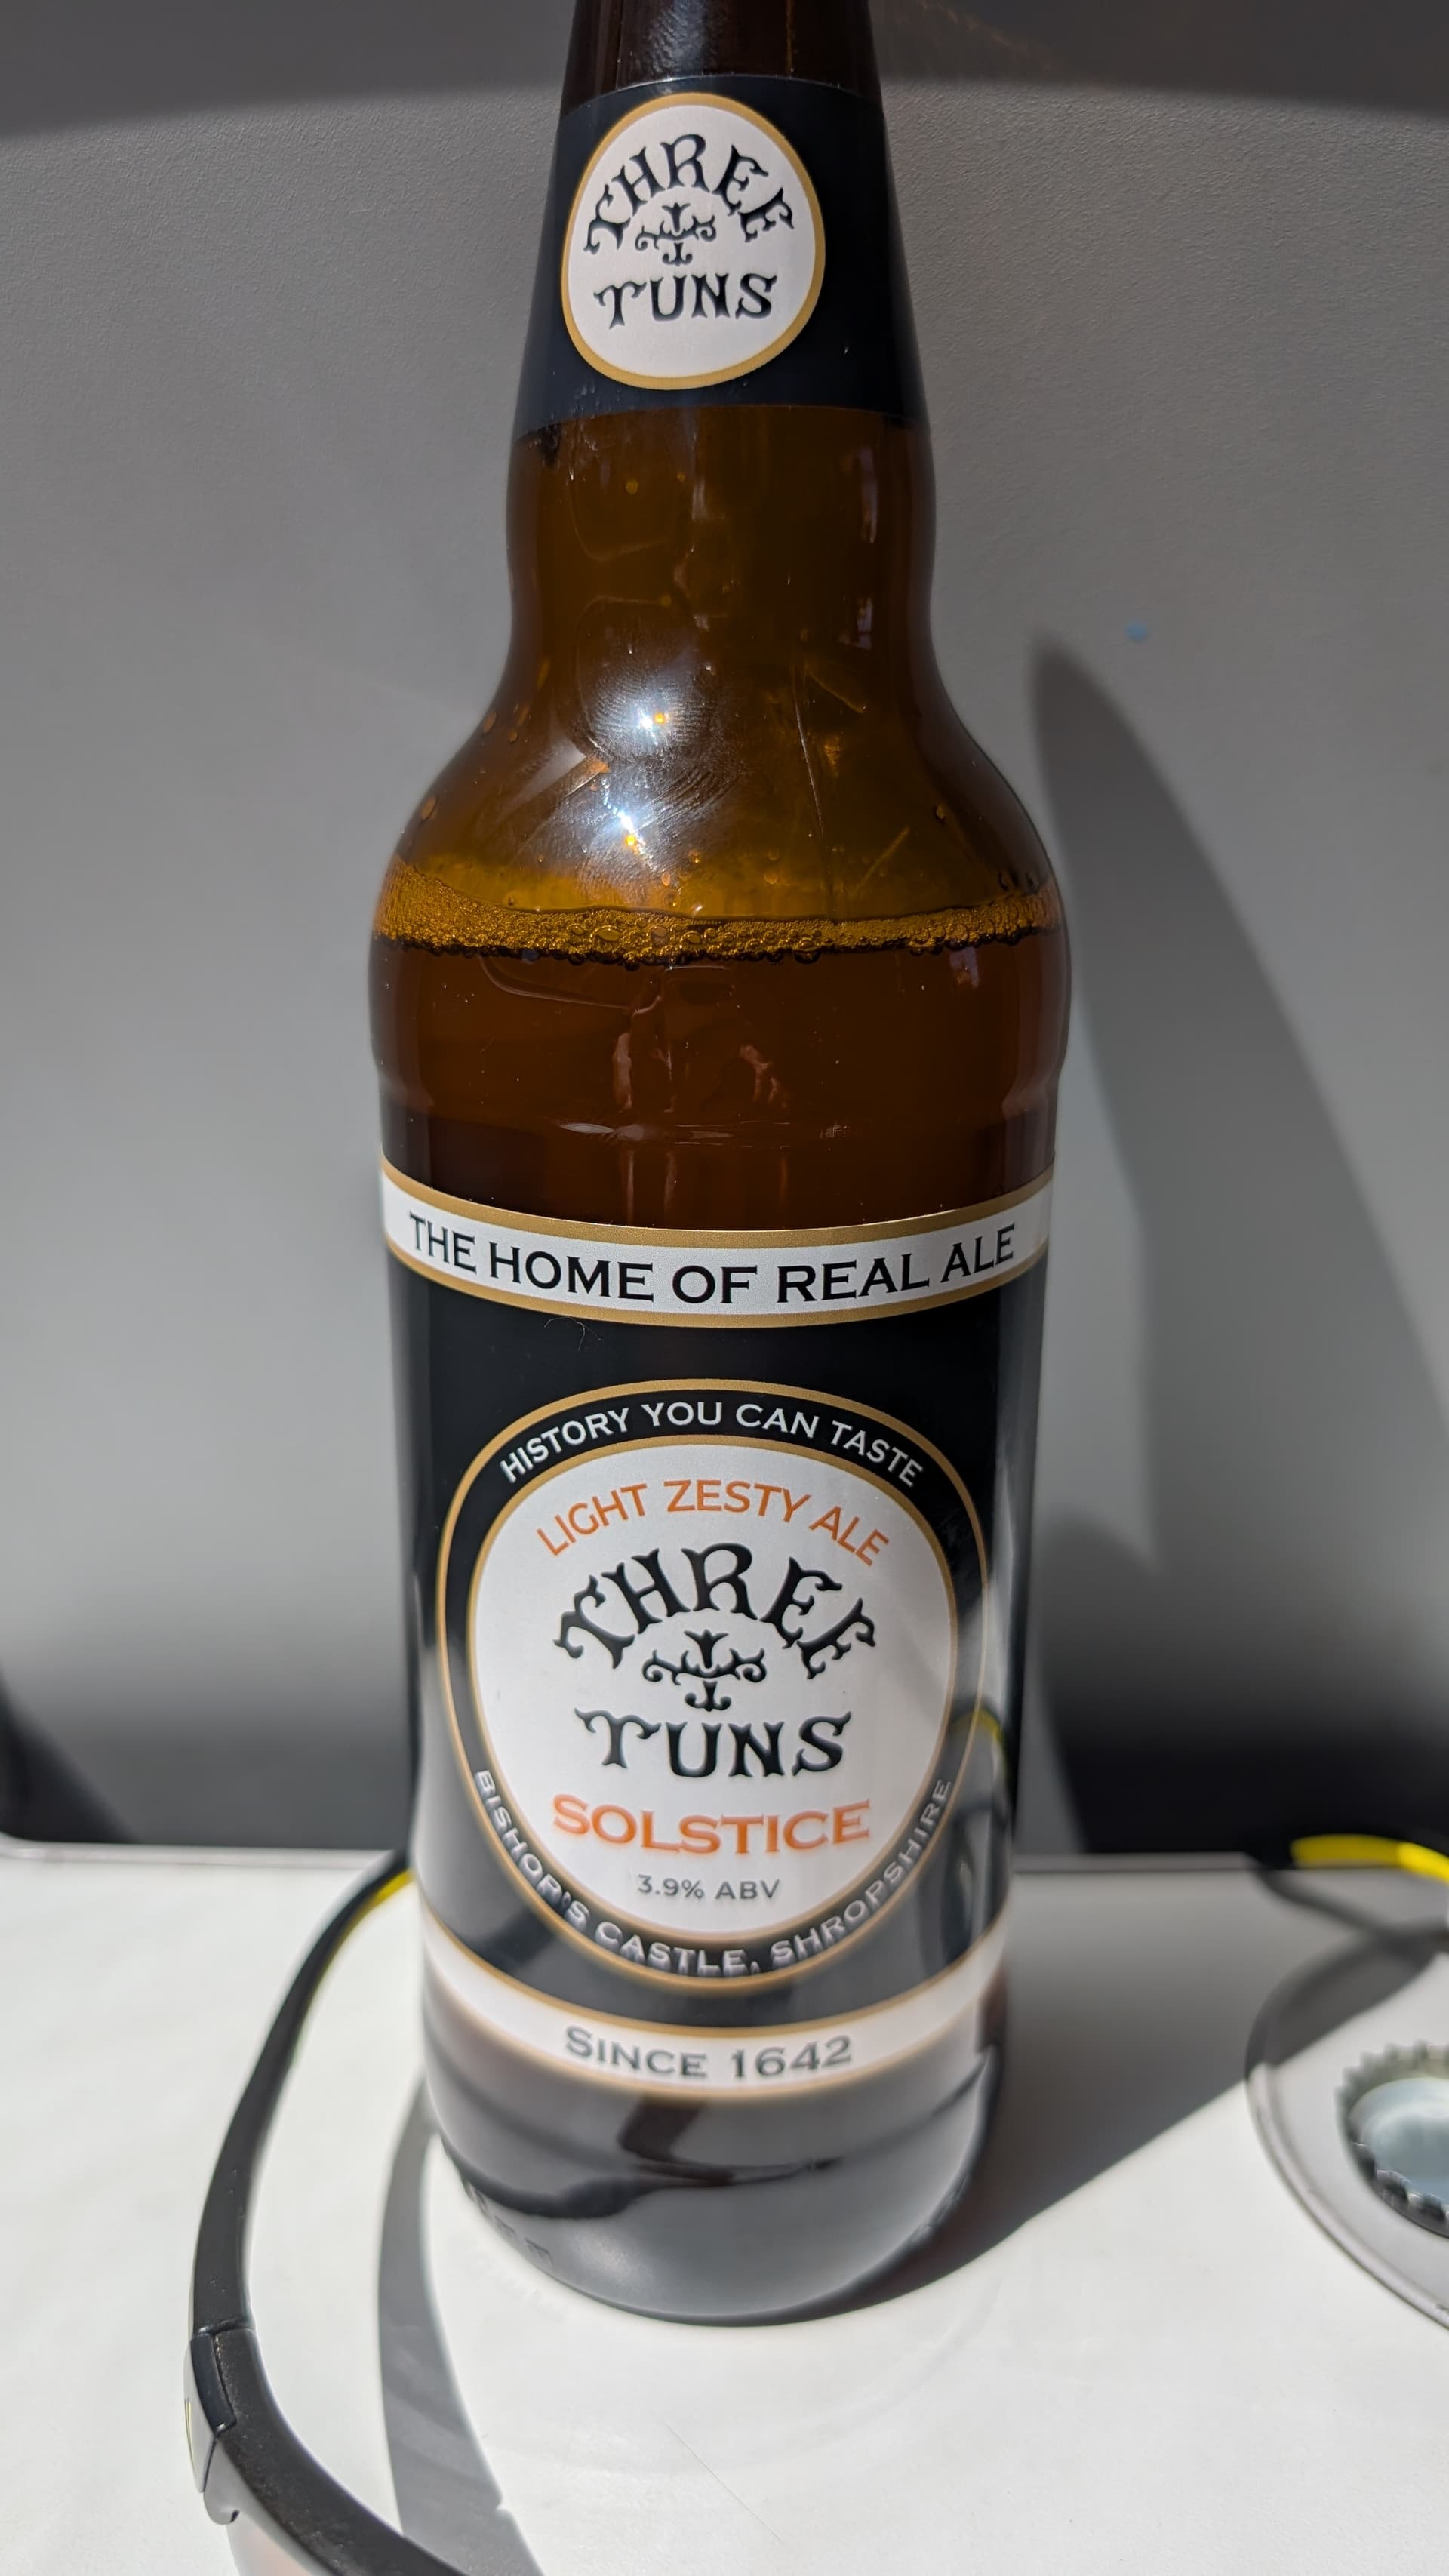 THREE
TUNS
THE HOME OF REAL ALE
HISTORY YOU CAN TASTE
LIGHT ZESTY ALE
THREE
TUNS
SOLSTICE
3.9% ABV
BISHOP'S CASTLE, SHROPSHIRE
SINCE 1642